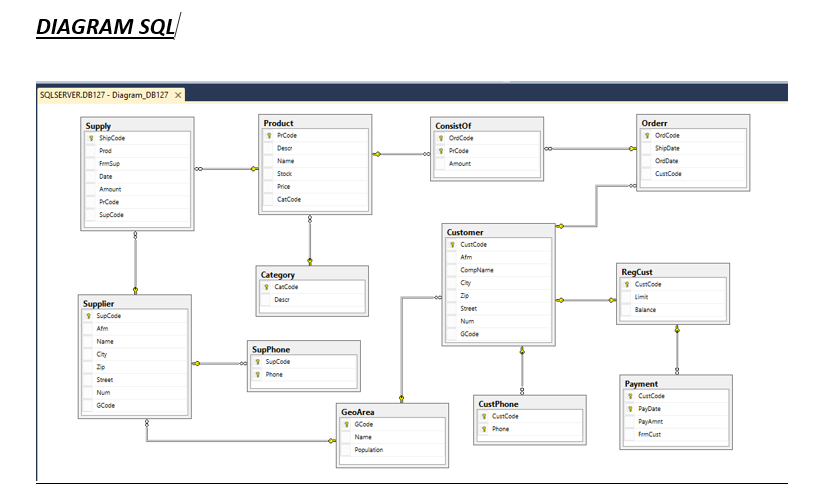 DIAGRAM SQL
SQLSERVER.DB127 - Diagram_DB127
Supply
ShipCode
Prod
FrmSup
Date
Amount
PrCode
SupCode
Product
PrCode
Descr
Name
Stock
Price
CatCode
ConsistOf
OrdCode
PrCode
Amount
Orderr
OrdCode
ShipDate
OrdDate
CustCode
Customer
CustCode
Afm
CompName
City
Zip
Street
Num
GCode
Category
CatCode
Descr
RegCust
CustCode
Limit
Balance
Supplier
SupCode
Afm
Name
City
Zip
Street
Num
GCode
SupPhone
SupCode
Phone
GeoArea
GCode
Name
Population
CustPhone
CustCode
Phone
Payment
CustCode
PayDate
PayAmnt
FrmCust